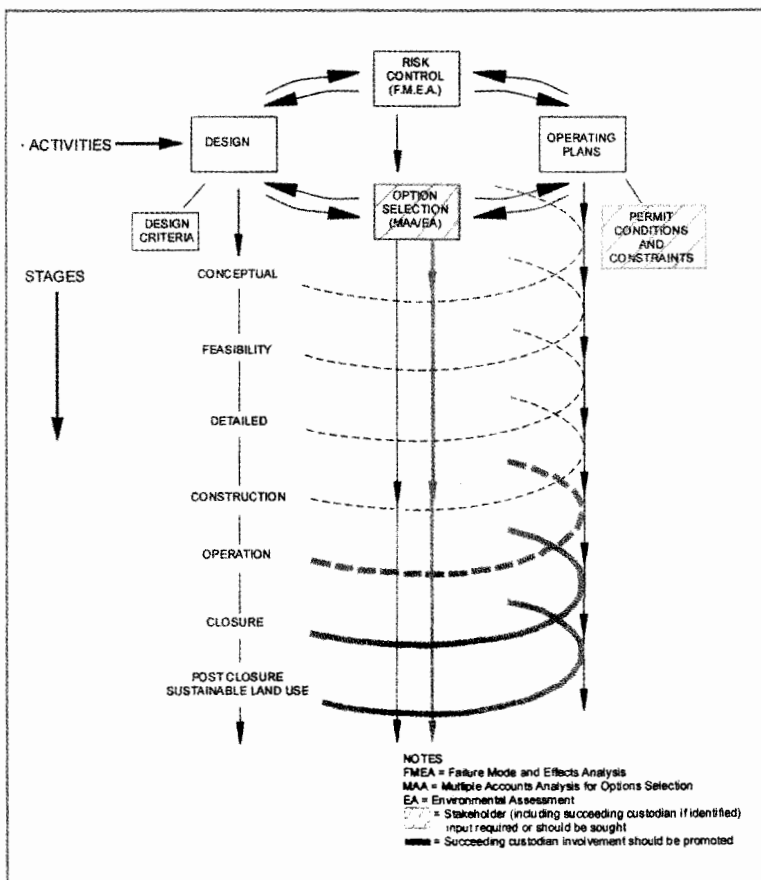 RISK
CONTROL
(F.M.E.A.)
· ACTIVITIES
DESIGN
OPERATING
PLANS
OPTION
SELECTION
(MAA/EA)
DESIGN
CRITERIA
PERMIT
CONDITIONS
AND
CONSTRAINTS
STAGES
CONCEPTUAL
FEASIBILITY
DETAILED
CONSTRUCTION
OPERATION
CLOSURE
POST CLOSURE
SUSTAINABLE LAND USE
NOTES
FMEA = Failure Mode and Effects Analysis
MAA = Multiple Accounts Analysis for Options Selection
EA = Environmental Assessment
= Stakeholder (including succeeding custodian if identified)
input required or should be sought
= Succeeding custodian involvement should be promoted